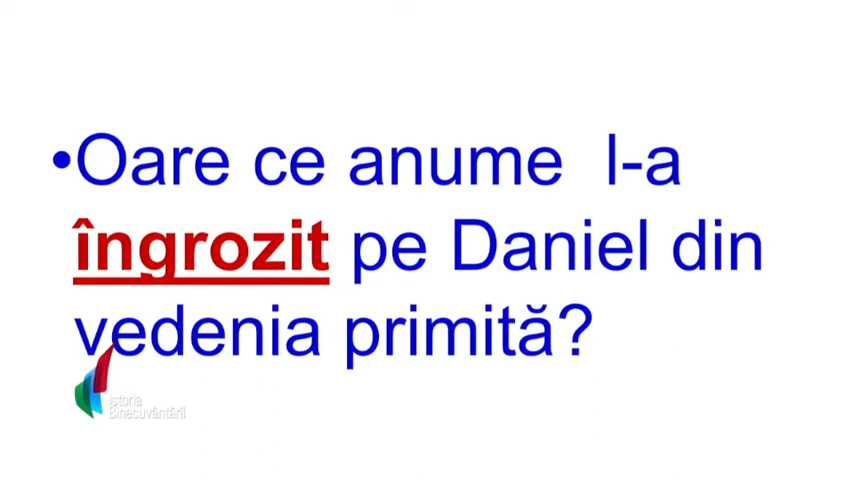 •Oare ce anume l-a
îngrozit pe Daniel din
vedenia primită?
Istoria
Binecuvântării